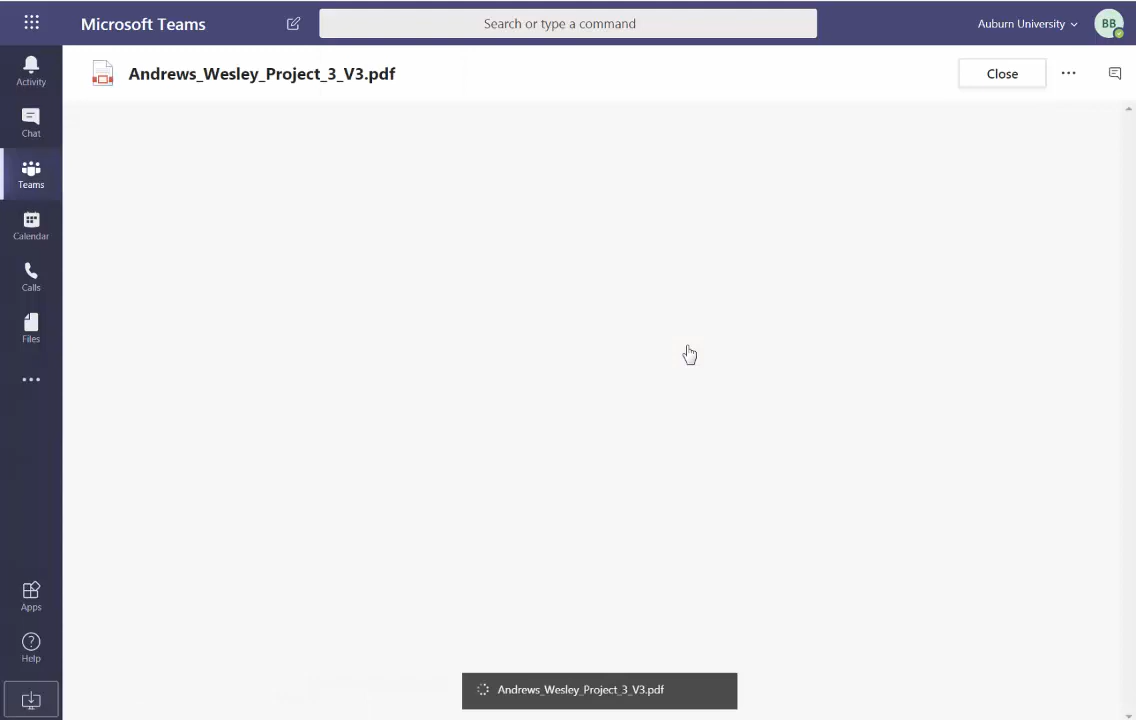 Microsoft Teams
Search or type a command
Auburn University
BB
Activity
Chat
Teams
Calendar
Calls
Files
Apps
Help
Andrews_Wesley_Project_3_V3.pdf
Close
Andrews_Wesley_Project_3_V3.pdf